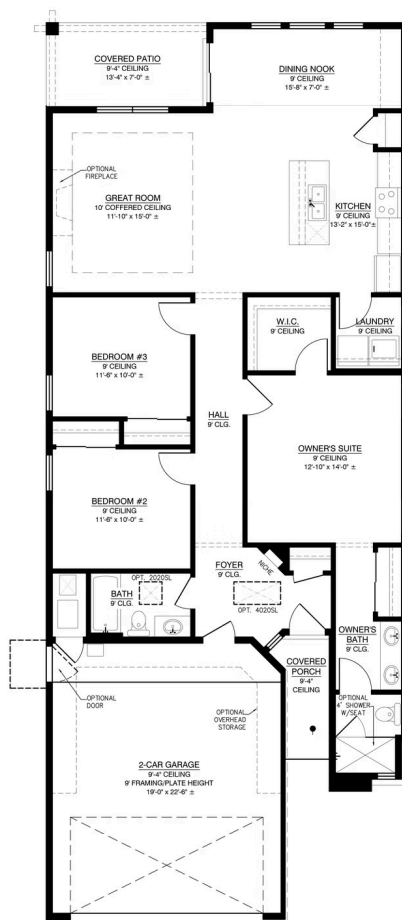 COVERED PATIO
9'-4" CEILING
13'-4" x 7'-0" ±
DINING NOOK
9' CEILING
15'-8" x 7'-0" ±
OPTIONAL
FIREPLACE
GREAT ROOM
10' COFFERED CEILING
11'-10" x 15'-0" ±
KITCHEN
9' CEILING
13'-2" x 15'-0" ±
W.I.C.
9' CEILING
LAUNDRY
9' CEILING
BEDROOM #3
9' CEILING
11'-6" x 10'-0" ±
HALL
9' CLG.
OWNER'S SUITE
9' CEILING
12'-10" x 14'-0" ±
BEDROOM #2
9' CEILING
11'-6" x 10'-0" ±
FOYER
9' CLG.
NICHE
OPT. 2020SL
BATH
9' CLG.
OPT. 4020SL
OWNER'S
BATH
9' CLG.
COVERED
PORCH
9'-4"
CEILING
OPTIONAL
4' SHOWER
W/SEAT
OPTIONAL
DOOR
OPTIONAL
OVERHEAD
STORAGE
2-CAR GARAGE
9'-4" CEILING
9' FRAMING/PLATE HEIGHT
19'-0" x 22'-6" ±